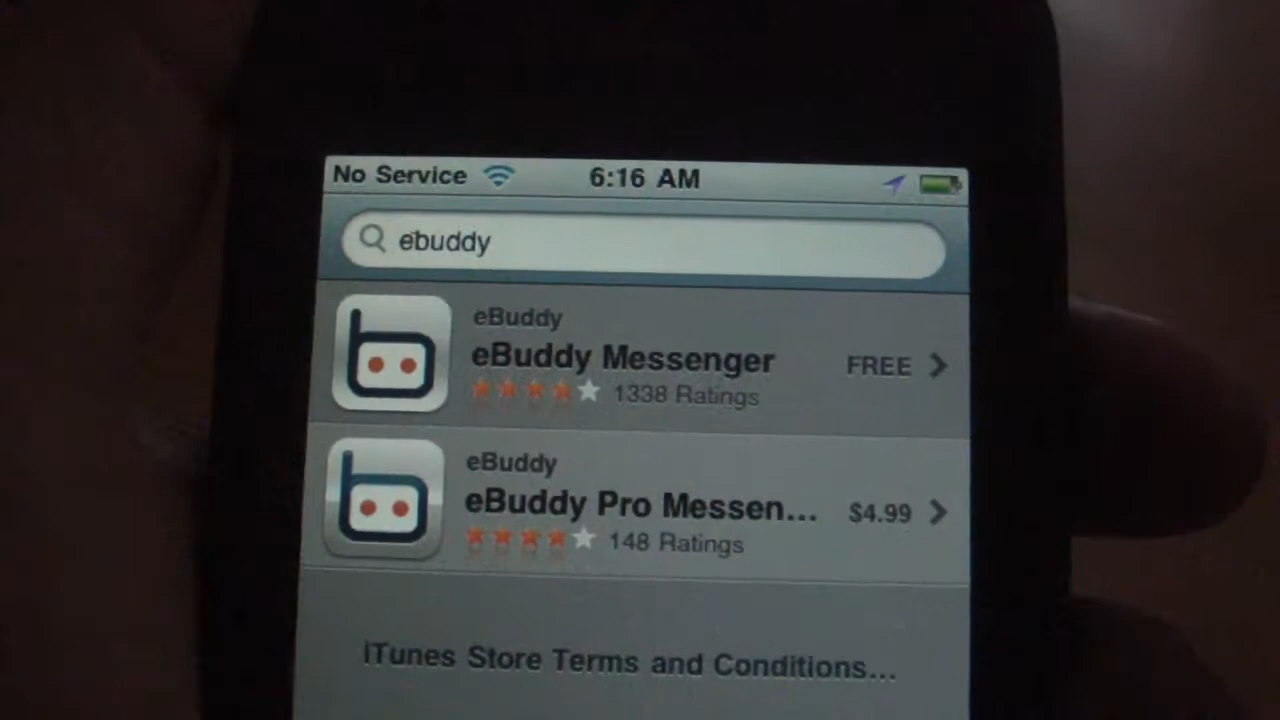 No Service 6:16 AM
ebuddy
eBuddy
eBuddy Messenger FREE
1338 Ratings
eBuddy
eBuddy Pro Messen... $4.99
148 Ratings
iTunes Store Terms and Conditions...